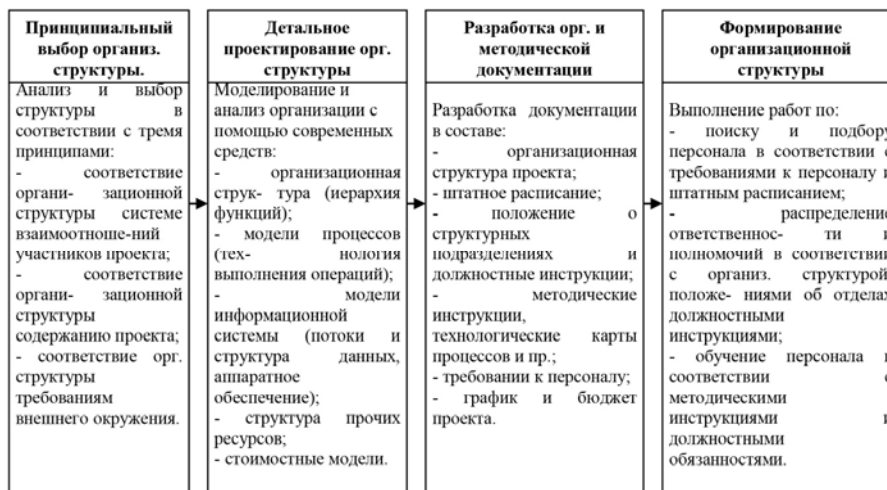 Принципиальный
выбор организ.
структуры.
Анализ и выбор
структуры в
соответствии с тремя
принципами:
- соответствие
органи- зационной
структуры системе
взаимоотноше-ний
участников проекта;
- соответствие
органи- зационной
структуры
содержанию проекта;
- соответствие орг.
структуры
требованиям
внешнего окружения.
Детальное
проектирование орг.
структуры
Моделирование и
анализ организации с
помощью современных
средств:
- организационная
струк- тура (иерархия
функций);
- модели процессов
(тех- нология
выполнения операций);
- модели
информационной
системы (потоки и
структура данных,
аппаратное
обеспечение);
- структура прочих
ресурсов;
- стоимостные модели.
Разработка орг. и
методической
документации
Разработка документации
в составе:
- организационная
структура проекта;
- штатное расписание;
- положение о
структурных
подразделениях и
должностные инструкции;
- методические
инструкции,
технологические карты
процессов и пр.;
- требовании к персоналу;
- график и бюджет
проекта.
Формирование
организационной
структуры
Выполнение работ по:
- поиску и подбору
персонала в соответствии с
требованиями к персоналу и
штатным расписанием;
- распределение
ответственнос- ти и
полномочий в соответствии
с организ. структурой,
положе- ниями об отделах
должностными
инструкциями;
- обучение персонала в
соответствии с
методическими
инструкциями и
должностными
обязанностями.